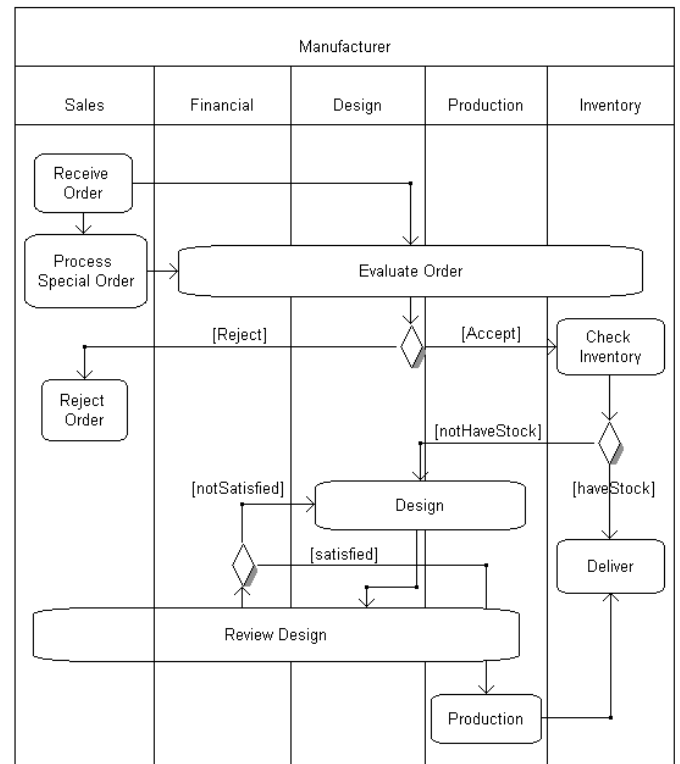 Manufacturer
Sales
Financial
Design
Production
Inventory
Receive
Order
Process
Special Order
Evaluate Order
[Reject]
[Accept]
Check
Inventory
Reject
Order
[notHaveStock]
[notSatisfied]
[haveStock]
Design
[satisfied]
Deliver
Review Design
Production